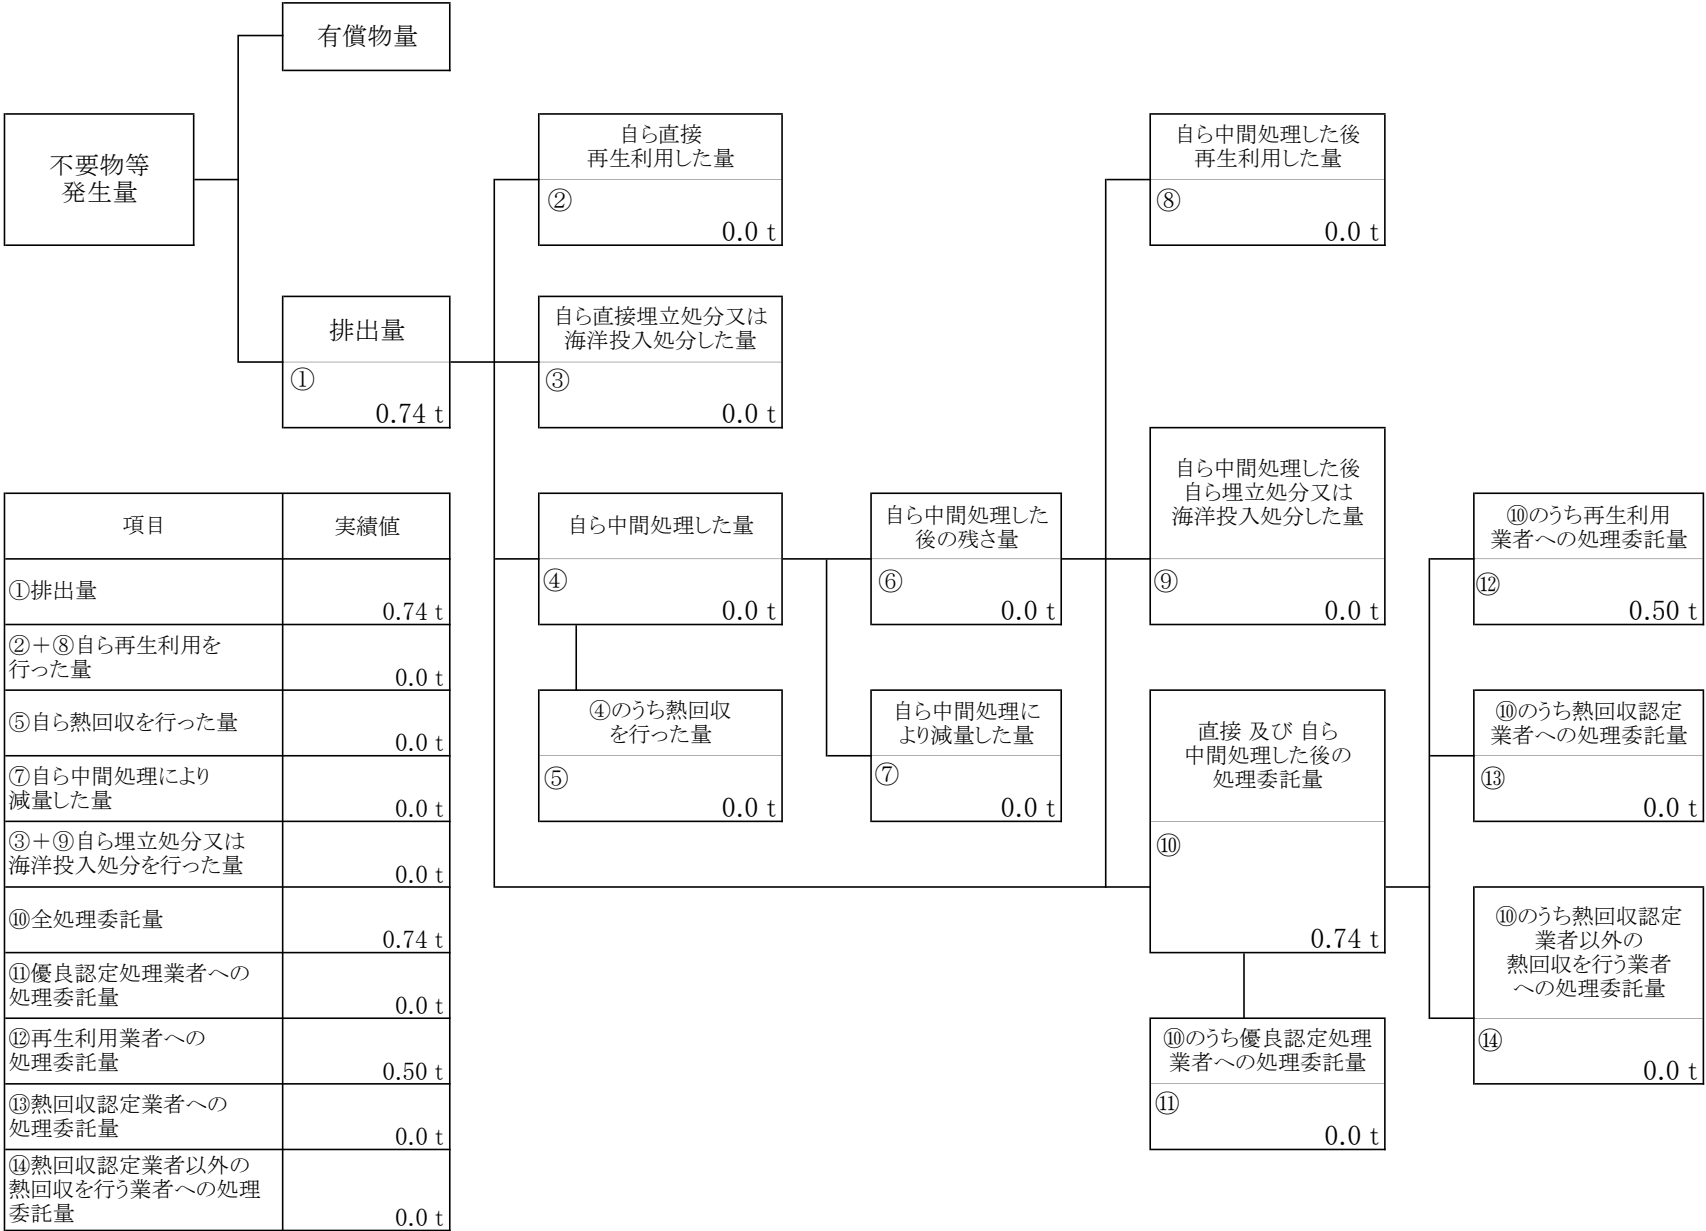 有償物量
不要物等
発生量
自ら直接
再生利用した量
②
0.0 t
自ら中間処理した後
再生利用した量
⑧
0.0 t
排出量
①
0.74 t
自ら直接埋立処分又は
海洋投入処分した量
③
0.0 t
自ら中間処理した量
④
0.0 t
自ら中間処理した
後の残さ量
⑥
0.0 t
自ら中間処理した後
自ら埋立処分又は
海洋投入処分した量
⑨
0.0 t
⑩のうち再生利用
業者への処理委託量
⑫
0.50 t
④のうち熱回収
を行った量
⑤
0.0 t
自ら中間処理に
より減量した量
⑦
0.0 t
直接 及び 自ら
中間処理した後の
処理委託量
⑩
0.74 t
⑩のうち熱回収認定
業者への処理委託量
⑬
0.0 t
⑩のうち優良認定処理
業者への処理委託量
⑪
0.0 t
⑩のうち熱回収認定
業者以外の
熱回収を行う業者
への処理委託量
⑭
0.0 t
項目
実績値
①排出量
0.74 t
②＋⑧自ら再生利用を
行った量
0.0 t
⑤自ら熱回収を行った量
0.0 t
⑦自ら中間処理により
減量した量
0.0 t
③＋⑨自ら埋立処分又は
海洋投入処分を行った量
0.0 t
⑩全処理委託量
0.74 t
⑪優良認定処理業者への
処理委託量
0.0 t
⑫再生利用業者への
処理委託量
0.50 t
⑬熱回収認定業者への
処理委託量
0.0 t
⑭熱回収認定業者以外の
熱回収を行う業者への処理
委託量
0.0 t